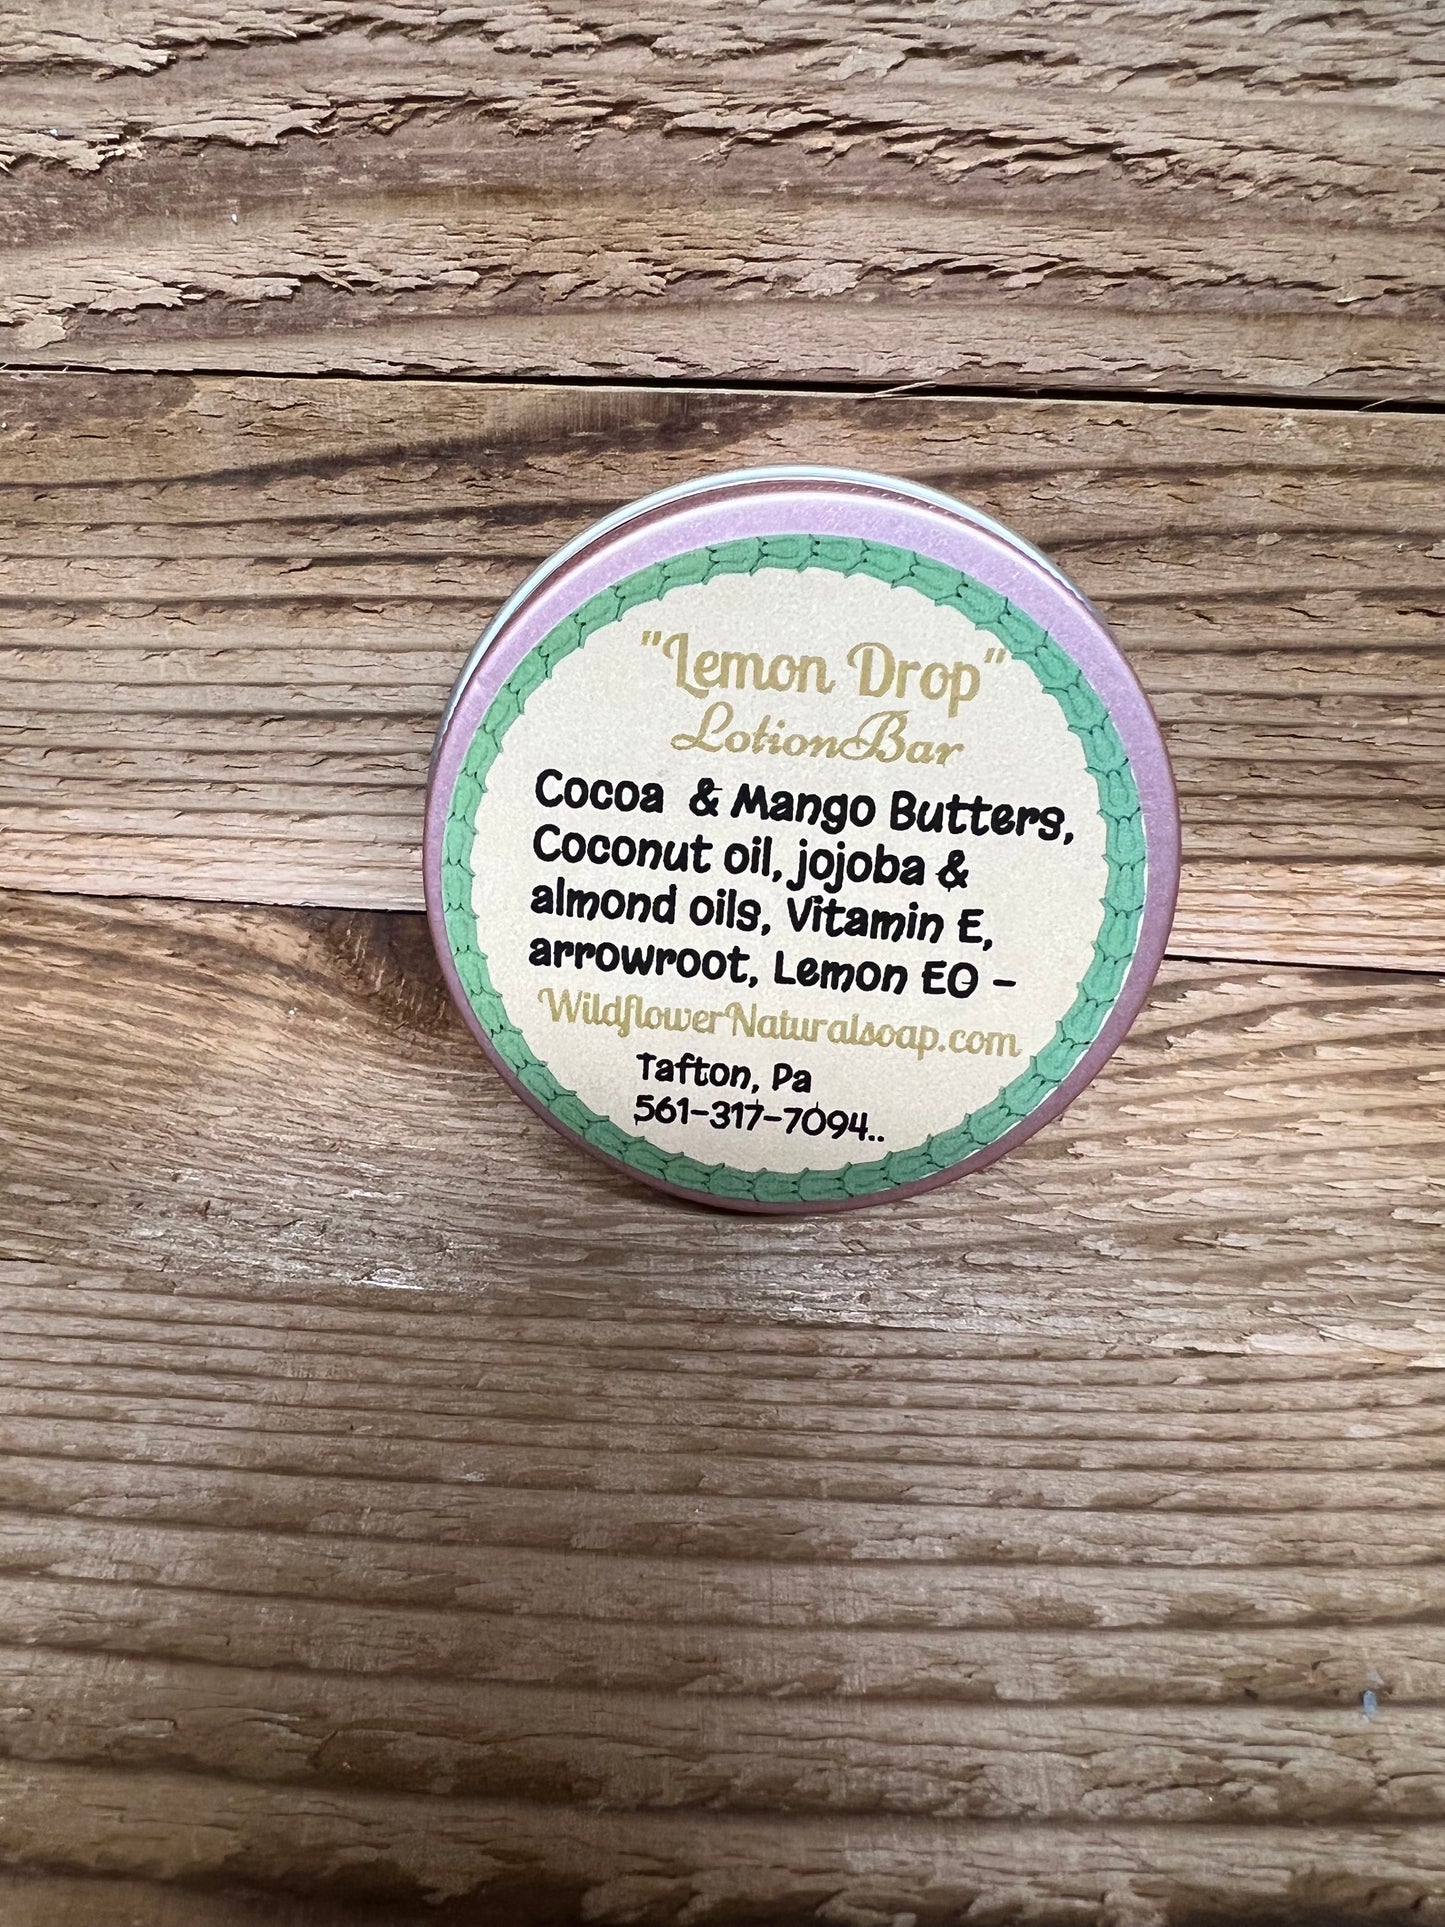 "Lemon Drop"
LotionBar
Cocoa & Mango Butters,
Coconut oil, jojoba &
almond oils, Vitamin E,
arrowroot, Lemon EO -
WildflowerNaturalsoap.com
Tafton, Pa
561-317-7094..